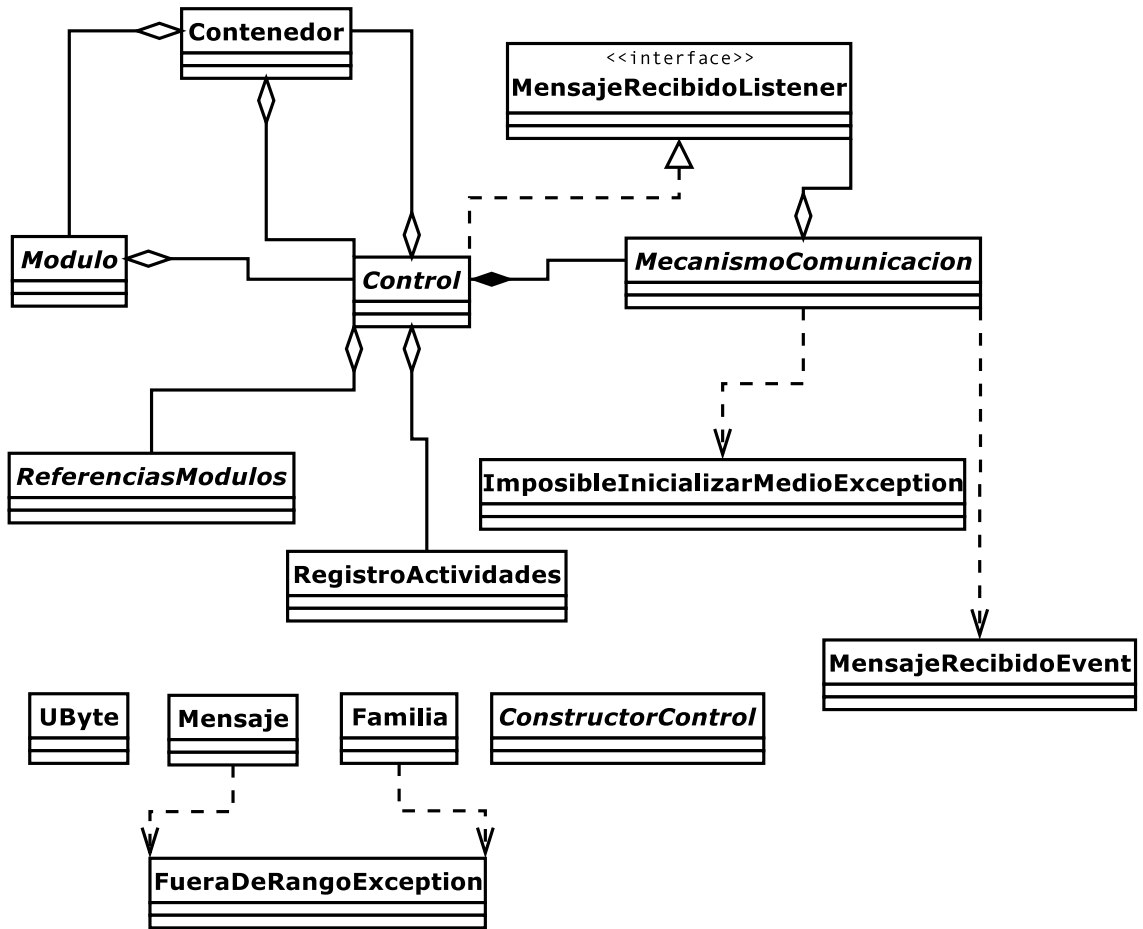 Contenedor
<<interface>>
MensajeRecibidoListener
Modulo
Control
MecanismoComunicacion
ReferenciasModulos
ImposibleInicializarMedioException
RegistroActividades
MensajeRecibidoEvent
UByte
Mensaje
Familia
ConstructorControl
FueraDeRangoException